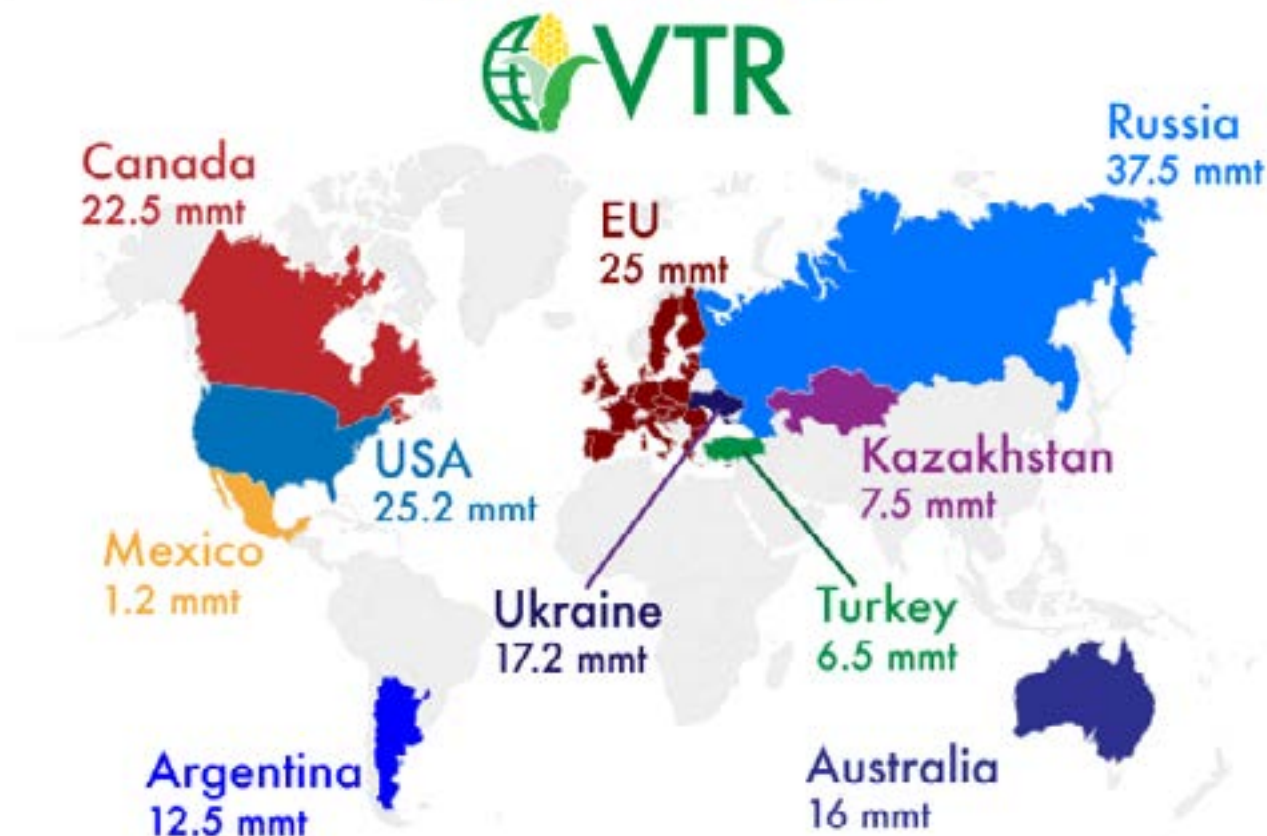 VTR
Russia
37.5 mmt
Canada
22.5 mmt
EU
25 mmt
USA
25.2 mmt
Kazakhstan
7.5 mmt
Mexico
1.2 mmt
Ukraine
17.2 mmt
Turkey
6.5 mmt
Argentina
12.5 mmt
Australia
16 mmt